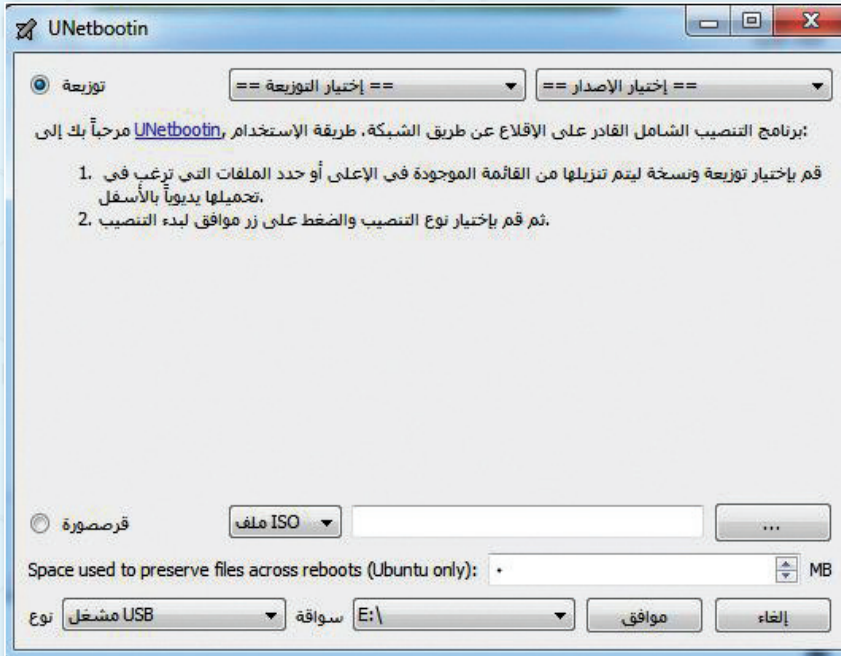 UNetbootin
توزيعة
== إختيار التوزيعة ==
== إختيار الإصدار ==
مرحباً بك إلى UNetbootin, برنامج التنصيب الشامل القادر على الإقلاع عن طريق الشبكة. طريقة الإستخدام:
1. قم بإختيار توزيعة ونسخة ليتم تنزيلها من القائمة الموجودة في الإعلى أو حدد الملفات التي ترغب في
تحميلها يديوياً بالأسفل.
2. ثم قم بإختيار نوع التنصيب والضغط على زر موافق لبدء التنصيب.
قرصصورة
ملف ISO
...
Space used to preserve files across reboots (Ubuntu only): ٠ MB
نوع
مشغل USB
سواقة
E:\
موافق
إلغاء